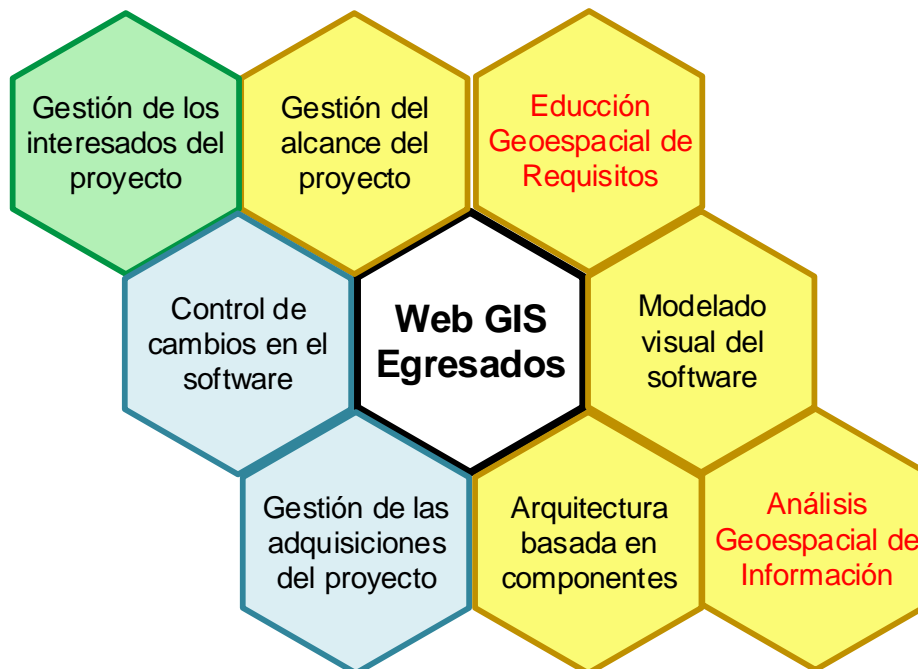 Gestión de los
interesados del
proyecto
Gestión del
alcance del
proyecto
Educción
Geoespacial de
Requisitos
Control de
cambios en el
software
Web GIS
Egresados
Modelado
visual del
software
Gestión de las
adquisiciones
del proyecto
Arquitectura
basada en
componentes
Análisis
Geoespacial de
Información